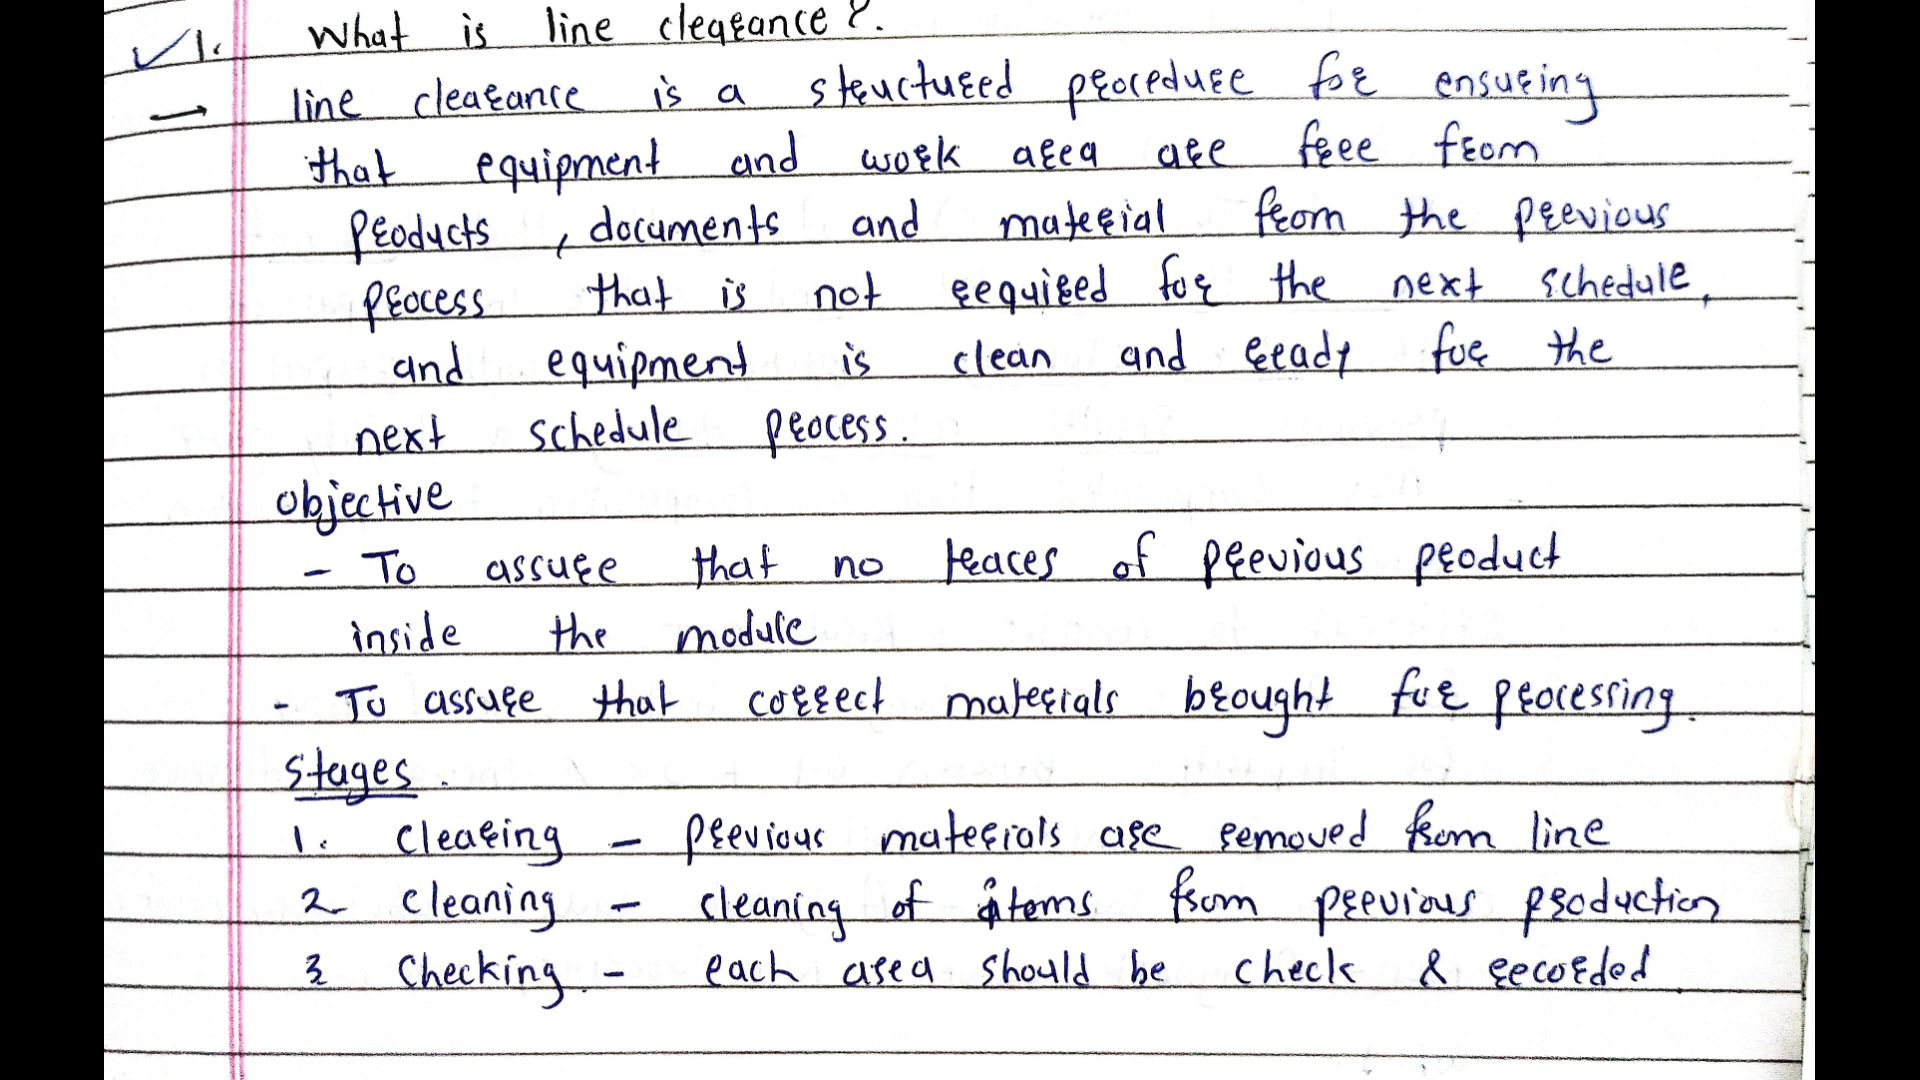 ✓1. What is line clearance?.
→ line clearance is a structured procedure for ensuring
that equipment and work area are free from
products, documents and material from the previous
process that is not required for the next schedule,
and equipment is clean and ready for the
next schedule process.
objective
- To assure that no traces of previous product
inside the module
- To assure that correct materials brought for processing.
stages.
1. Clearing - previous materials are removed from line
2- cleaning - cleaning of items from previous production
3 Checking - each area should be check & recorded.